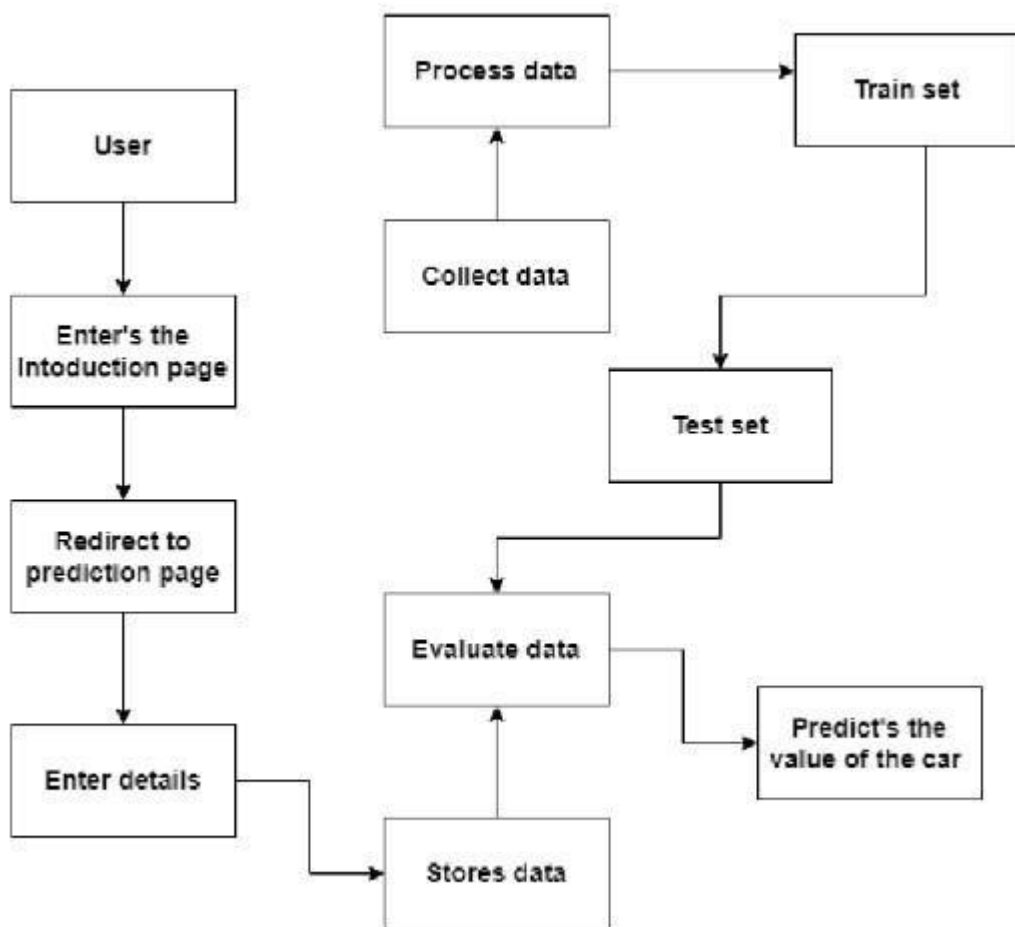 User
Enter's the
Intoduction page
Redirect to
prediction page
Enter details
Process data
Train set
Collect data
Test set
Evaluate data
Predict's the
value of the car
Stores data